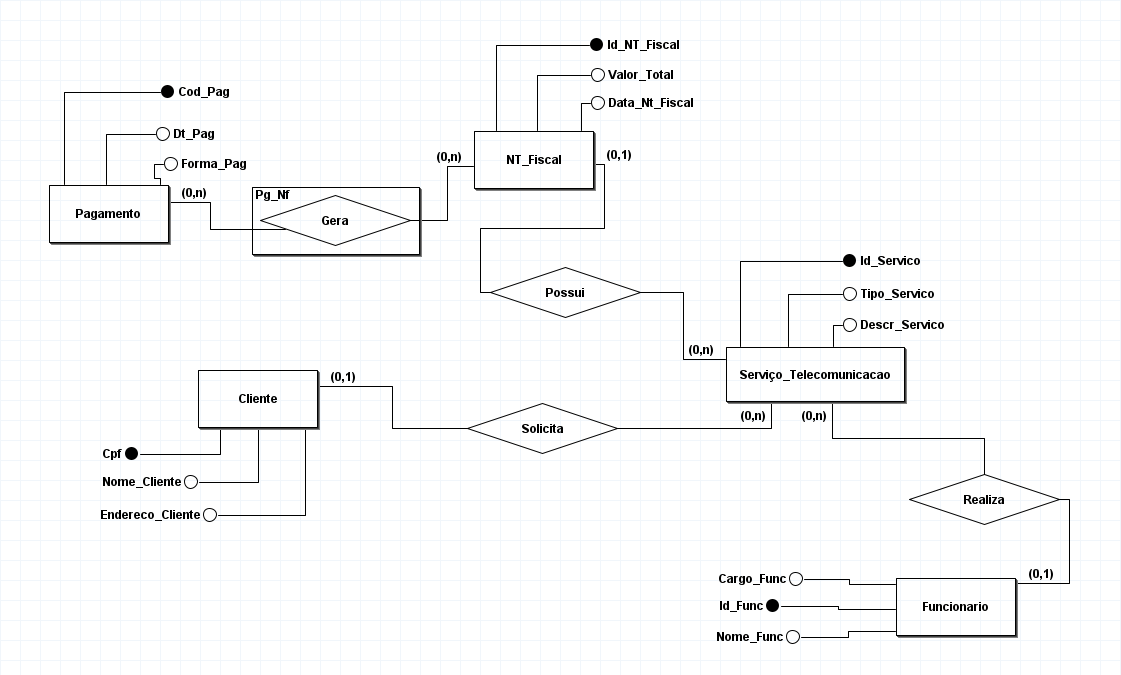 Id_NT_Fiscal
Valor_Total
Data_Nt_Fiscal
Cod_Pag
Dt_Pag
Forma_Pag
Pagamento
(0,n)
Pg_Nf
Gera
(0,n)
NT_Fiscal
(0,1)
Possui
(0,n)
Id_Servico
Tipo_Servico
Descr_Servico
Serviço_Telecomunicacao
(0,n)
(0,n)
Cliente
(0,1)
Solicita
Cpf
Nome_Cliente
Endereco_Cliente
Realiza
(0,1)
Cargo_Func
Id_Func
Nome_Func
Funcionario